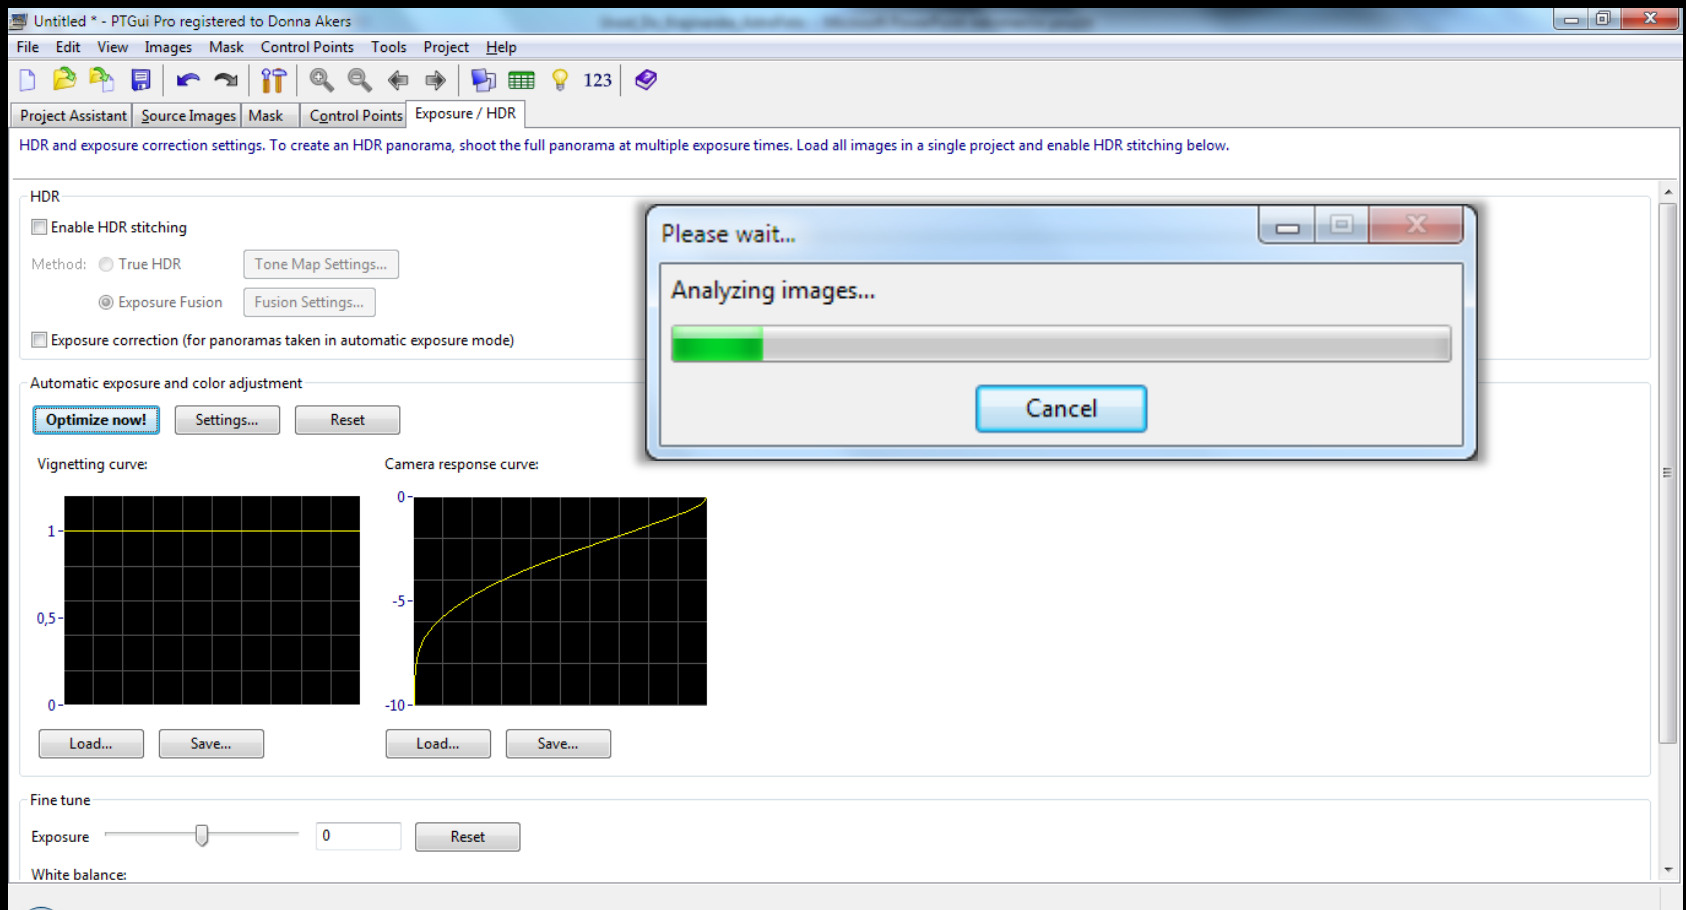 Untitled * - PTGui Pro registered to Donna Akers
File Edit View Images Mask Control Points Tools Project Help
123
Project Assistant Source Images Mask Control Points Exposure / HDR
HDR and exposure correction settings. To create an HDR panorama, shoot the full panorama at multiple exposure times. Load all images in a single project and enable HDR stitching below.
HDR
Enable HDR stitching
Method: True HDR Tone Map Settings...
Exposure Fusion Fusion Settings...
Exposure correction (for panoramas taken in automatic exposure mode)
Please wait...
Analyzing images...
Cancel
Automatic exposure and color adjustment
Optimize now! Settings... Reset
Vignetting curve: Camera response curve:
1
0,5
0
0
-5
-10
Load... Save... Load... Save...
Fine tune
Exposure 0 Reset
White balance: